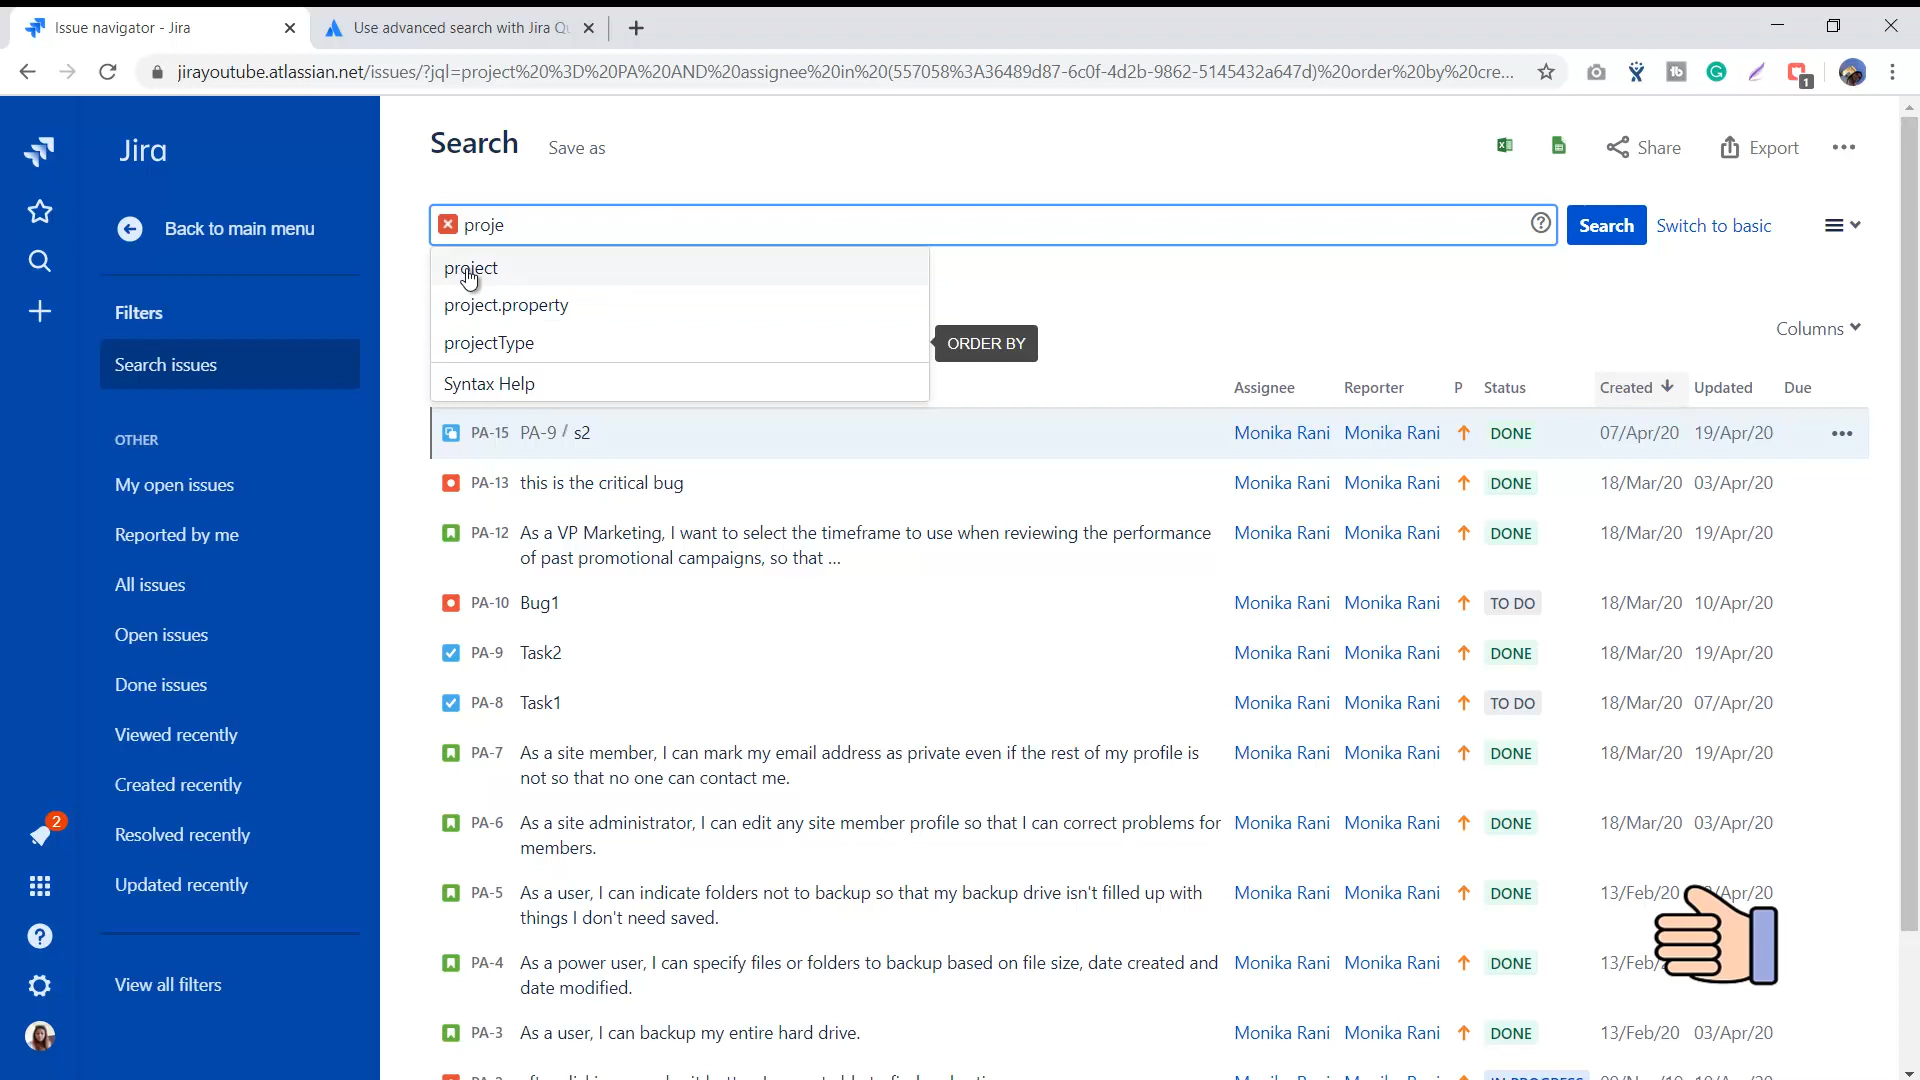 Issue navigator - Jira
Use advanced search with Jira Qu
jirayoutube.atlassian.net/issues/?jql=project%20%3D%20PA%20AND%20assignee%20in%20(557058%3A36489d87-6c0f-4d2b-9862-5145432a647d)%20order%20by%20cre...
1
Jira
Search
Save as
Share
Export
Back to main menu
proje
Search
Switch to basic
project
project.property
projectType
Syntax Help
ORDER BY
Columns
Filters
Search issues
OTHER
My open issues
Reported by me
All issues
Open issues
Done issues
Viewed recently
Created recently
Resolved recently
Updated recently
View all filters
2
Assignee Reporter P Status Created Updated Due
PA-15 PA-9 / s2 Monika Rani Monika Rani DONE 07/Apr/20 19/Apr/20
PA-13 this is the critical bug Monika Rani Monika Rani DONE 18/Mar/20 03/Apr/20
PA-12 As a VP Marketing, I want to select the timeframe to use when reviewing the performance Monika Rani Monika Rani DONE 18/Mar/20 19/Apr/20
of past promotional campaigns, so that ...
PA-10 Bug1 Monika Rani Monika Rani TO DO 18/Mar/20 10/Apr/20
PA-9 Task2 Monika Rani Monika Rani DONE 18/Mar/20 19/Apr/20
PA-8 Task1 Monika Rani Monika Rani TO DO 18/Mar/20 07/Apr/20
PA-7 As a site member, I can mark my email address as private even if the rest of my profile is Monika Rani Monika Rani DONE 18/Mar/20 19/Apr/20
not so that no one can contact me.
PA-6 As a site administrator, I can edit any site member profile so that I can correct problems for Monika Rani Monika Rani DONE 18/Mar/20 03/Apr/20
members.
PA-5 As a user, I can indicate folders not to backup so that my backup drive isn't filled up with Monika Rani Monika Rani DONE 13/Feb/20 /Apr/20
things I don't need saved.
PA-4 As a power user, I can specify files or folders to backup based on file size, date created and Monika Rani Monika Rani DONE 13/Feb/
date modified.
PA-3 As a user, I can backup my entire hard drive. Monika Rani Monika Rani DONE 13/Feb/20 03/Apr/20